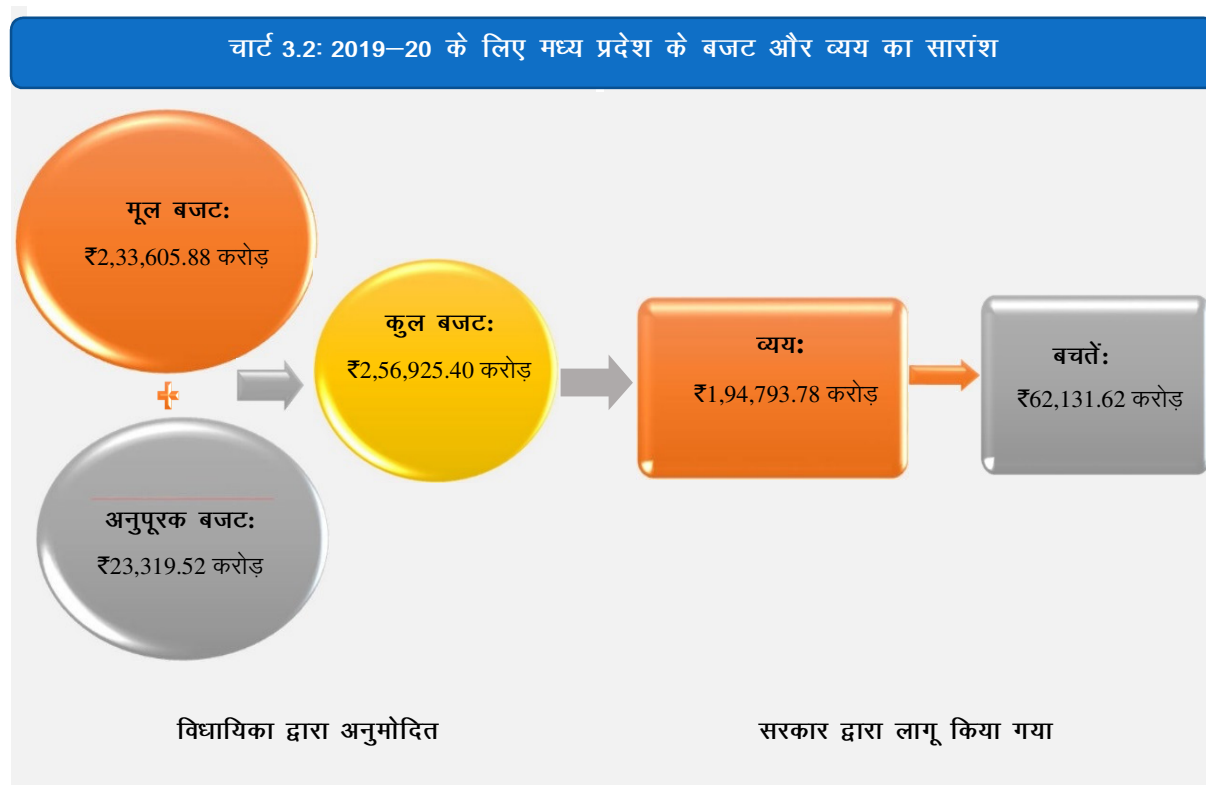 चार्ट 3.2: 2019–20 के लिए मध्य प्रदेश के बजट और व्यय का सारांश
मूल बजट:
₹2,33,605.88 करोड़
+
अनुपूरक बजट:
₹23,319.52 करोड़
कुल बजट:
₹2,56,925.40 करोड़
व्यय:
₹1,94,793.78 करोड़
बचतें:
₹62,131.62 करोड़
विधायिका द्वारा अनुमोदित
सरकार द्वारा लागू किया गया